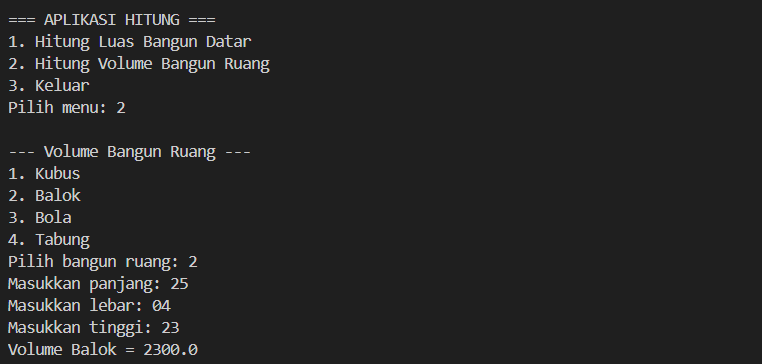 === APLIKASI HITUNG ===
1. Hitung Luas Bangun Datar
2. Hitung Volume Bangun Ruang
3. Keluar
Pilih menu: 2
--- Volume Bangun Ruang ---
1. Kubus
2. Balok
3. Bola
4. Tabung
Pilih bangun ruang: 2
Masukkan panjang: 25
Masukkan lebar: 04
Masukkan tinggi: 23
Volume Balok = 2300.0